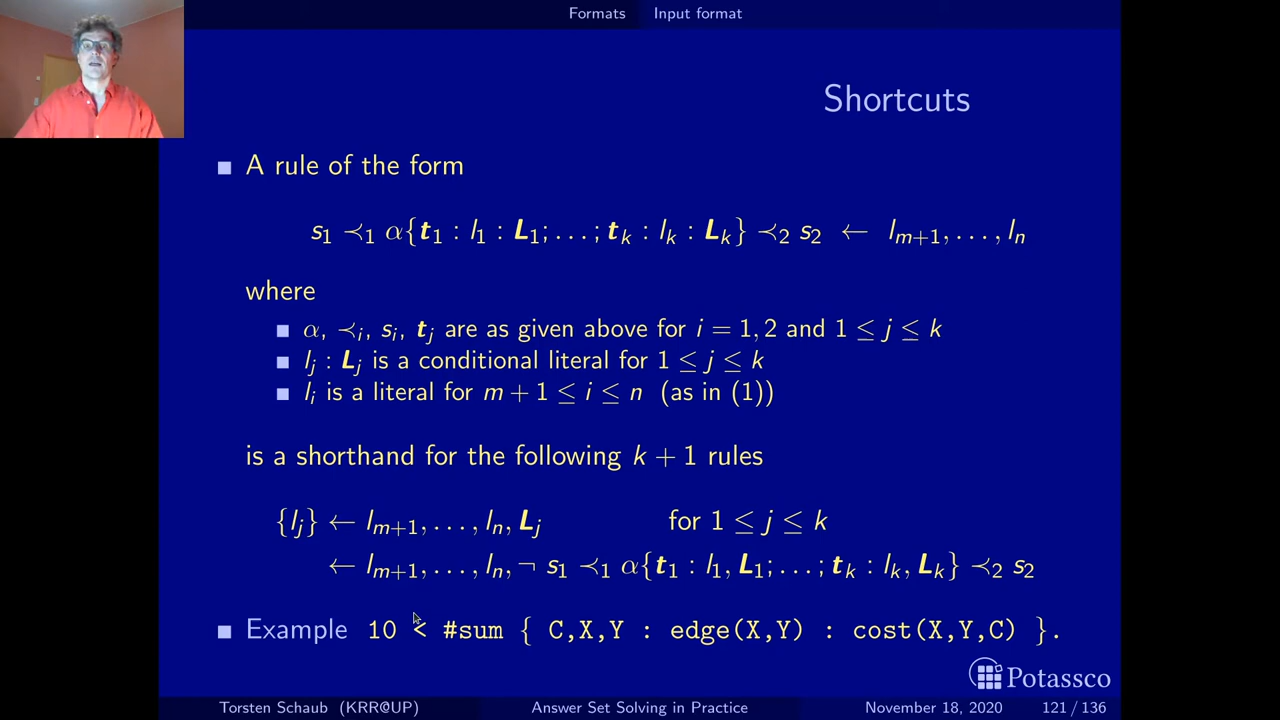 Formats Input format
Shortcuts
■ A rule of the form
s₁ ≺₁ α{t₁ : l₁ : L₁; . . . ; tₖ : lₖ : Lₖ} ≺₂ s₂ ← lₘ₊₁, . . . , lₙ
where
■ α, ≺ᵢ, sᵢ, tⱼ are as given above for i = 1, 2 and 1 ≤ j ≤ k
■ lⱼ : Lⱼ is a conditional literal for 1 ≤ j ≤ k
■ lᵢ is a literal for m + 1 ≤ i ≤ n (as in (1))
is a shorthand for the following k + 1 rules
{lⱼ} ← lₘ₊₁, . . . , lₙ, Lⱼ for 1 ≤ j ≤ k
← lₘ₊₁, . . . , lₙ, ¬ s₁ ≺₁ α{t₁ : l₁, L₁; . . . ; tₖ : lₖ, Lₖ} ≺₂ s₂
■ Example 10 < #sum { C,X,Y : edge(X,Y) : cost(X,Y,C) }.
Potassco
Torsten Schaub (KRR@UP) Answer Set Solving in Practice November 18, 2020 121 / 136